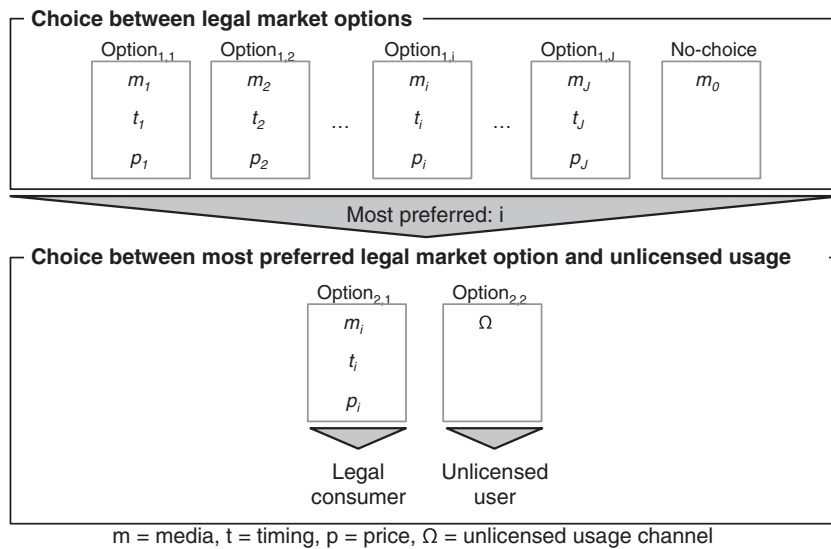 Choice between legal market options
Option1,1 Option1,2 Option1,i Option1,J No-choice
m1 m2 mi mJ m0
t1 t2 ... ti ... tJ
p1 p2 pi pJ
Most preferred: i
Choice between most preferred legal market option and unlicensed usage
Option2,1 Option2,2
mi Ω
ti
pi
Legal consumer Unlicensed user
m = media, t = timing, p = price, Ω = unlicensed usage channel